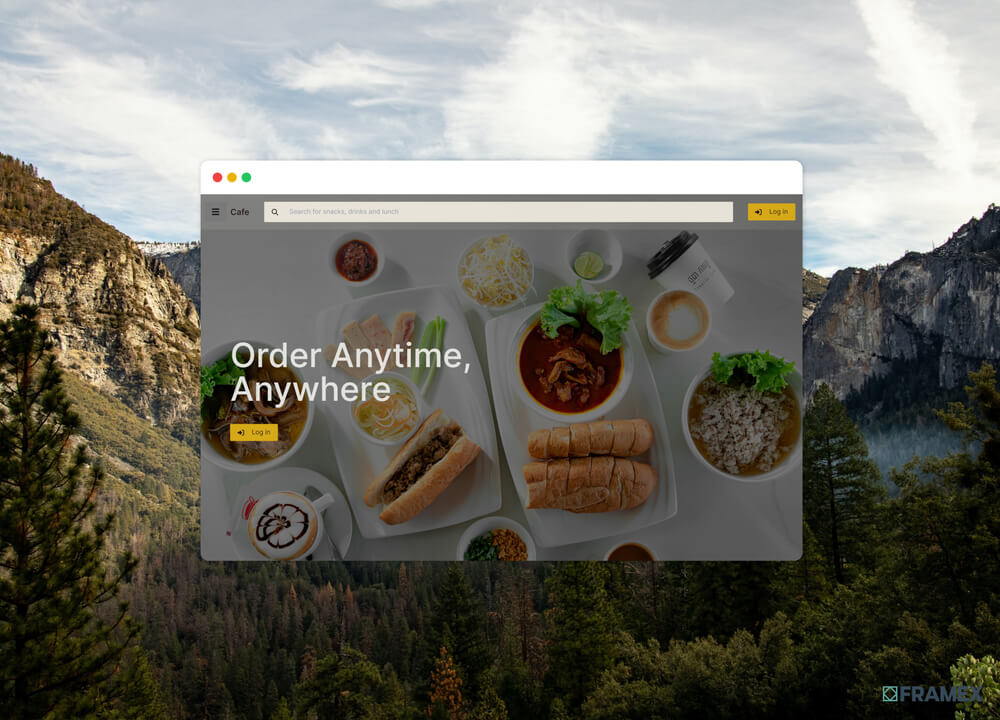 Cafe
Search for snacks, drinks and lunch
Log in
Order Anytime,
Anywhere
Log in
FRAMEX